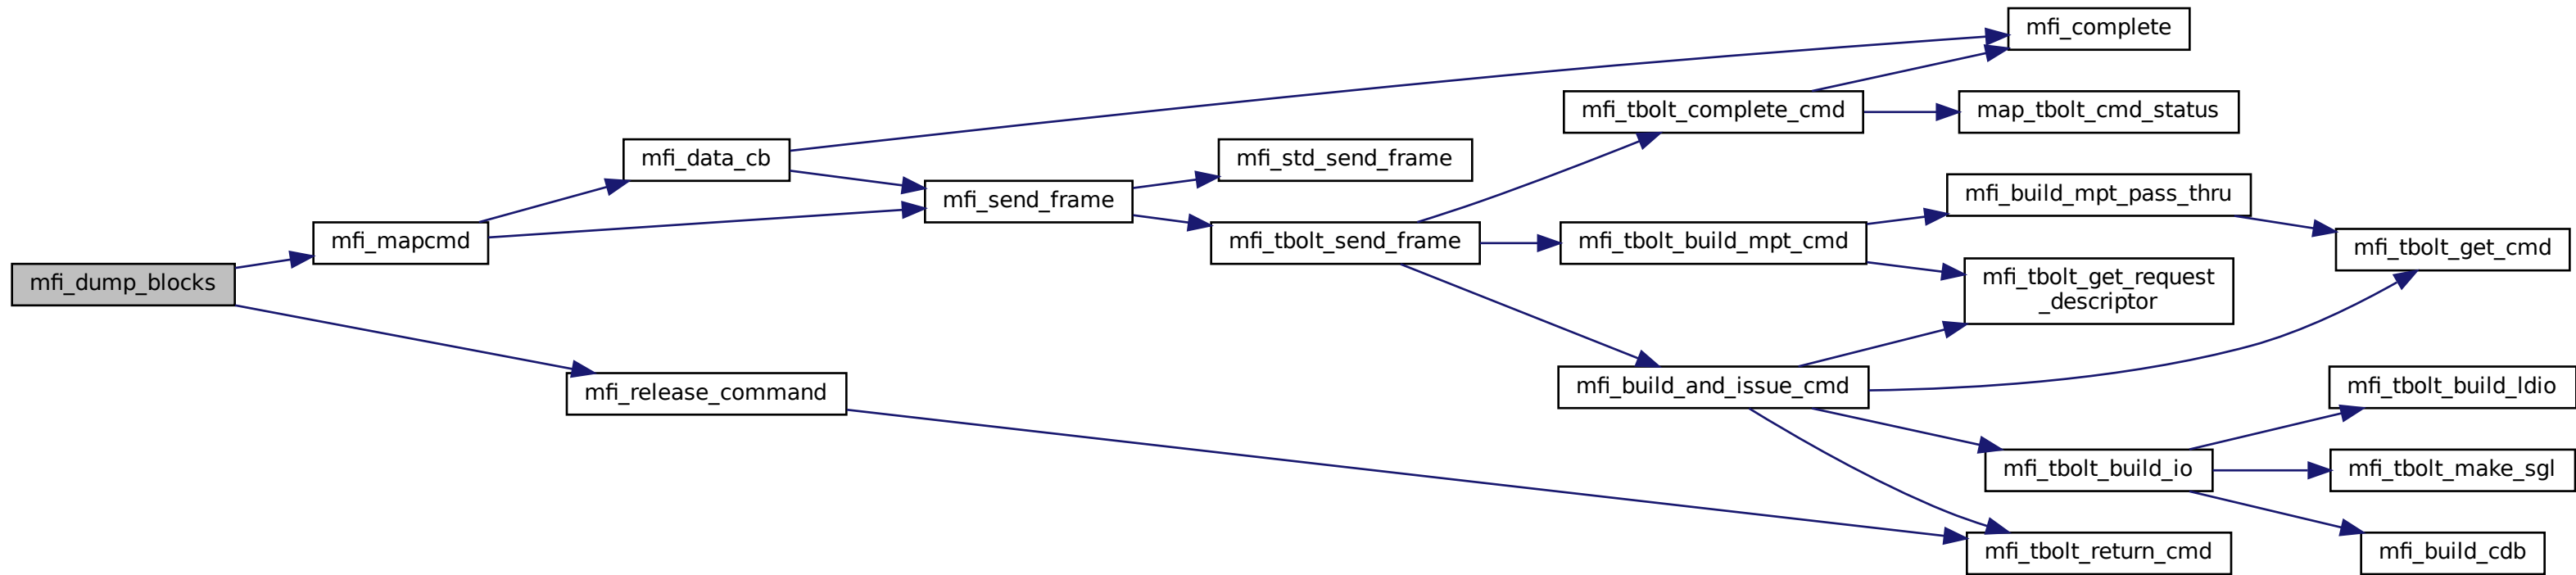 mfi_complete
mfi_tbolt_complete_cmd
map_tbolt_cmd_status
mfi_data_cb
mfi_std_send_frame
mfi_send_frame
mfi_build_mpt_pass_thru
mfi_mapcmd
mfi_tbolt_send_frame
mfi_tbolt_build_mpt_cmd
mfi_tbolt_get_cmd
mfi_dump_blocks
mfi_tbolt_get_request
_descriptor
mfi_release_command
mfi_build_and_issue_cmd
mfi_tbolt_build_ldio
mfi_tbolt_build_io
mfi_tbolt_make_sgl
mfi_tbolt_return_cmd
mfi_build_cdb